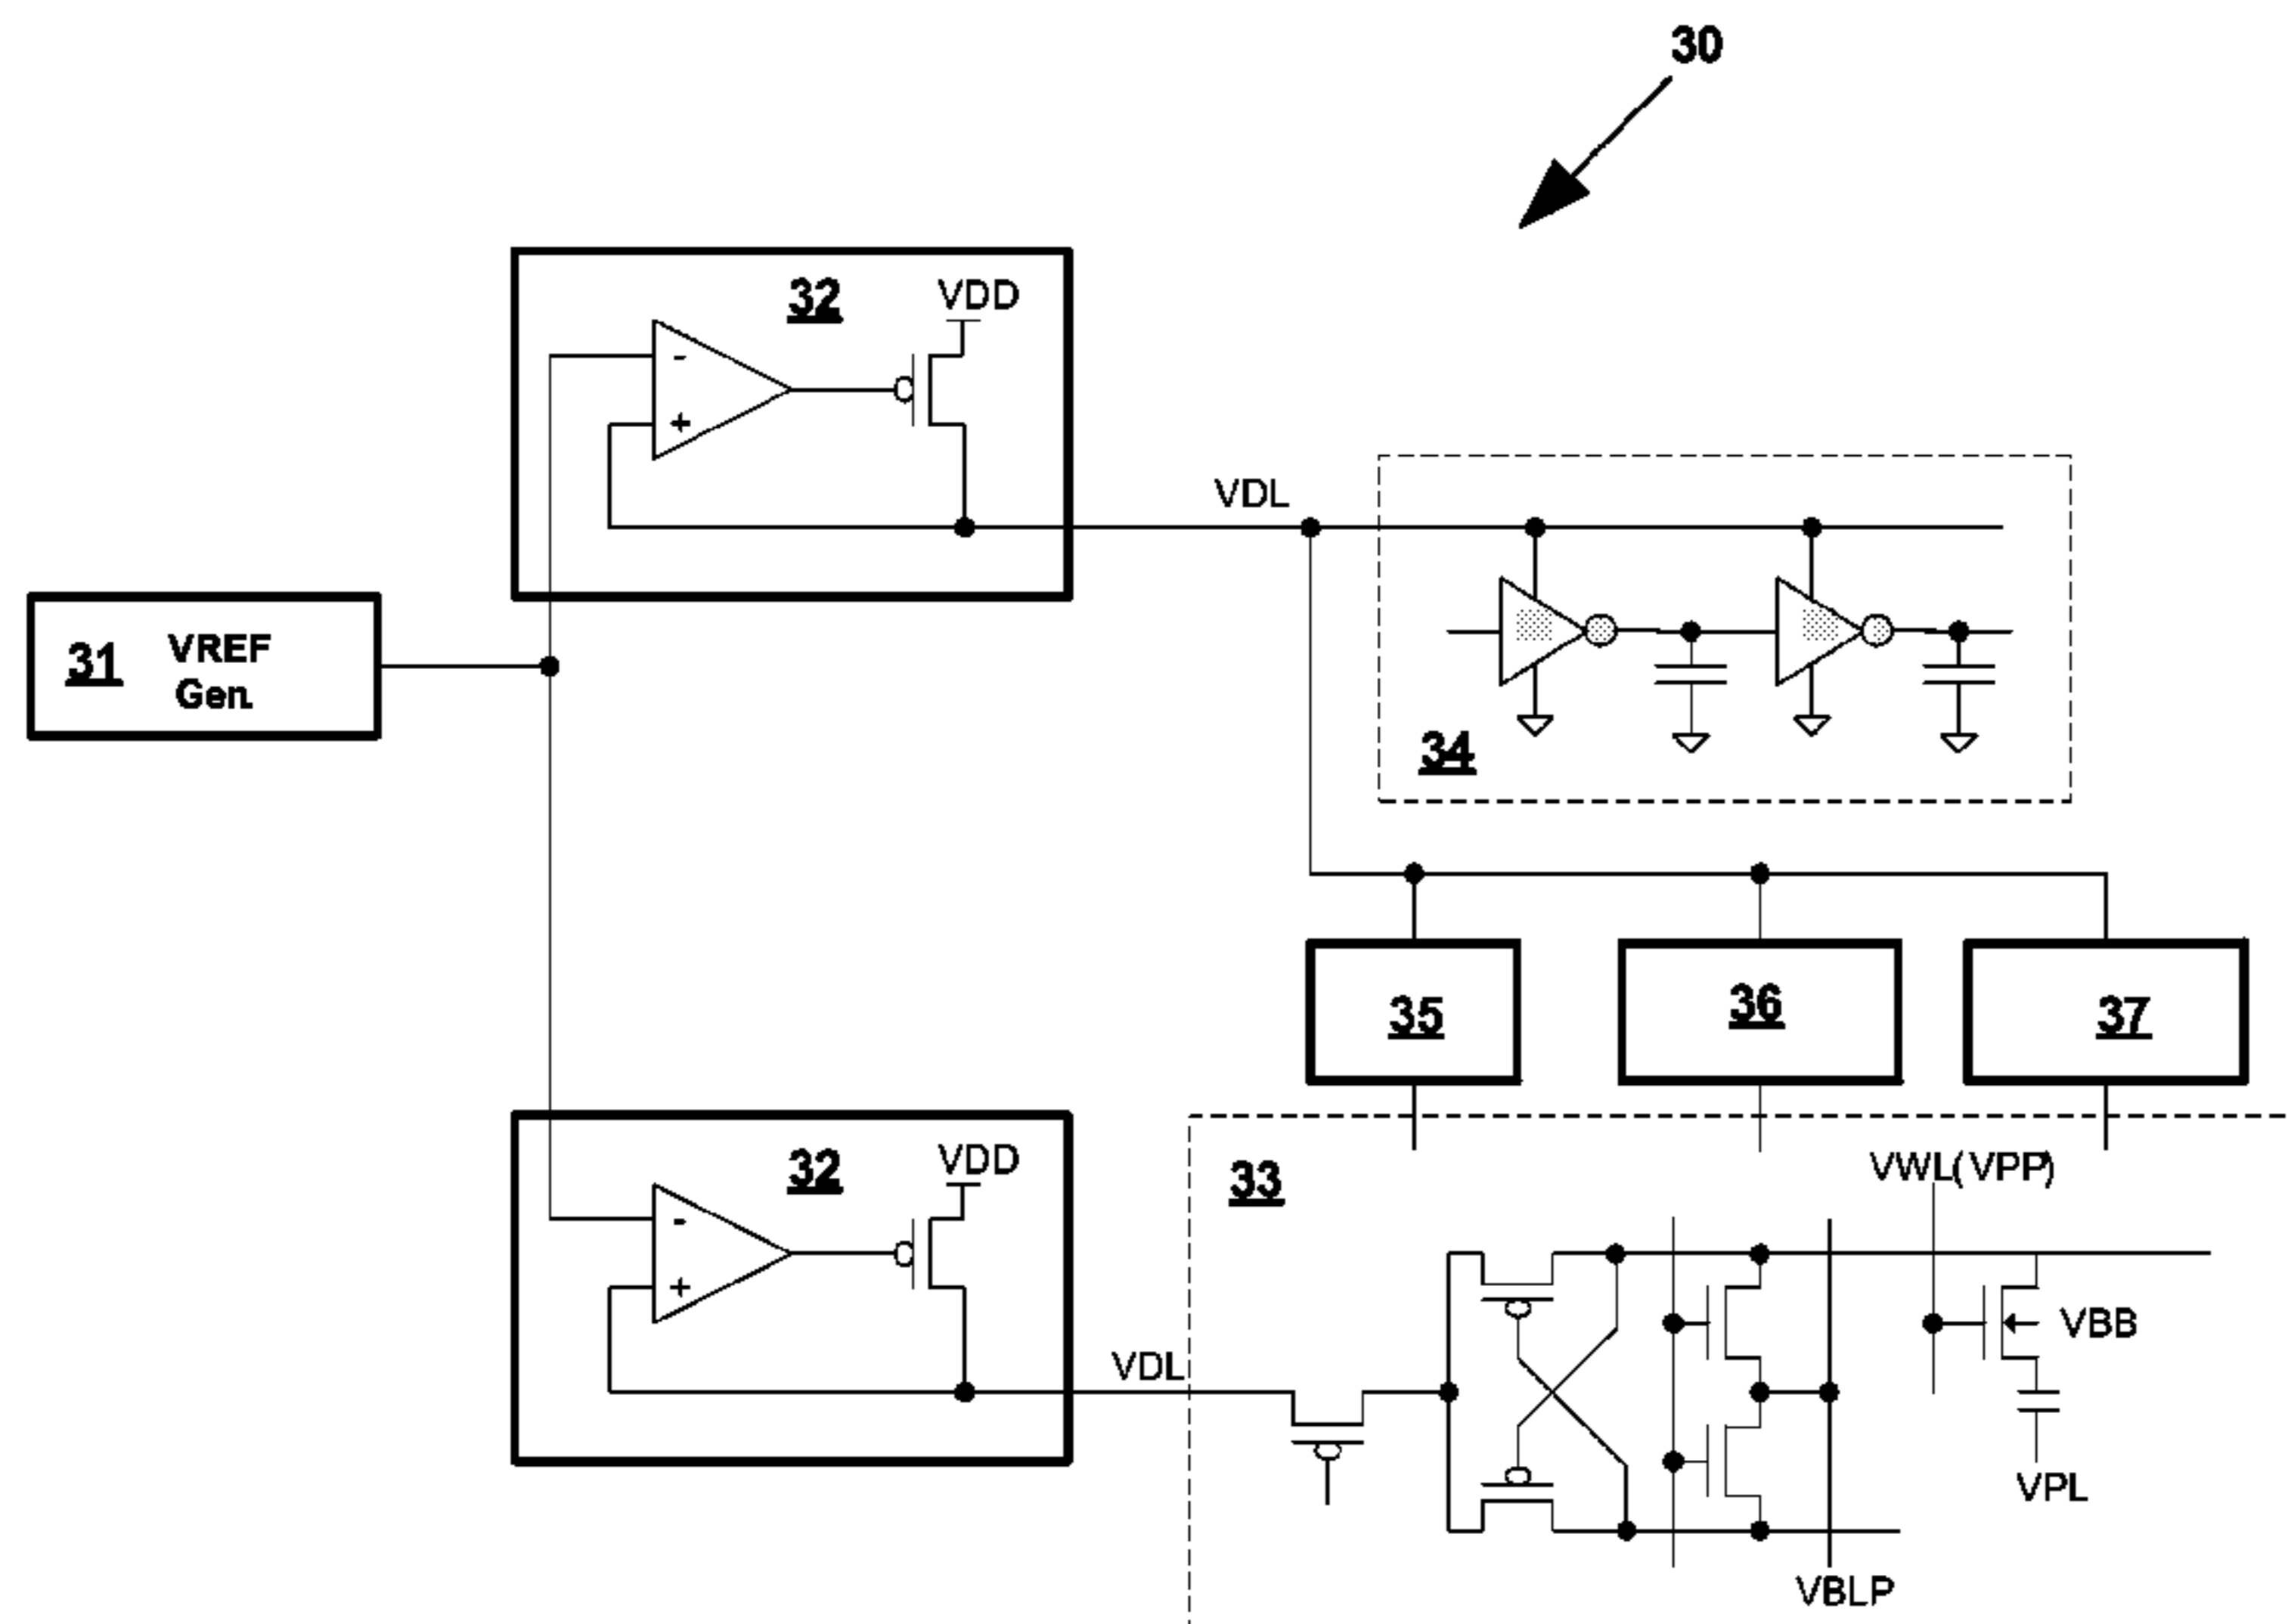 30
32
VDD
-
+
VDL
31
VREF
Gen.
34
35
36
37
32
VDD
-
+
VDL
33
VWL(VPP)
VBB
VPL
VBLP